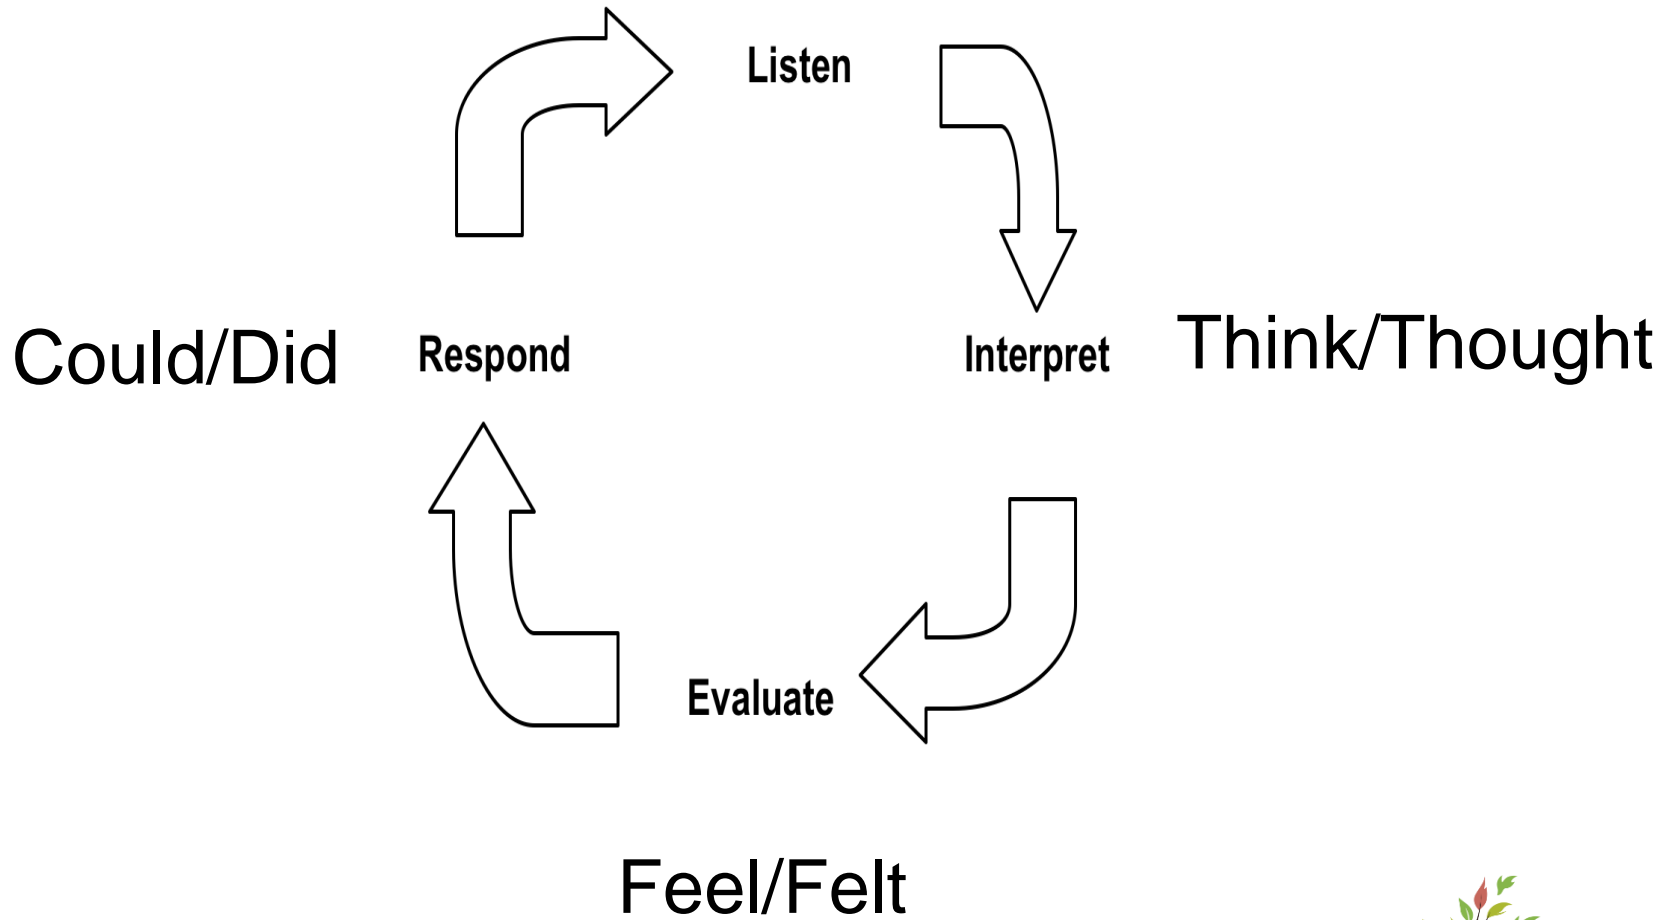 Listen
Could/Did Respond Interpret Think/Thought
Evaluate
Feel/Felt